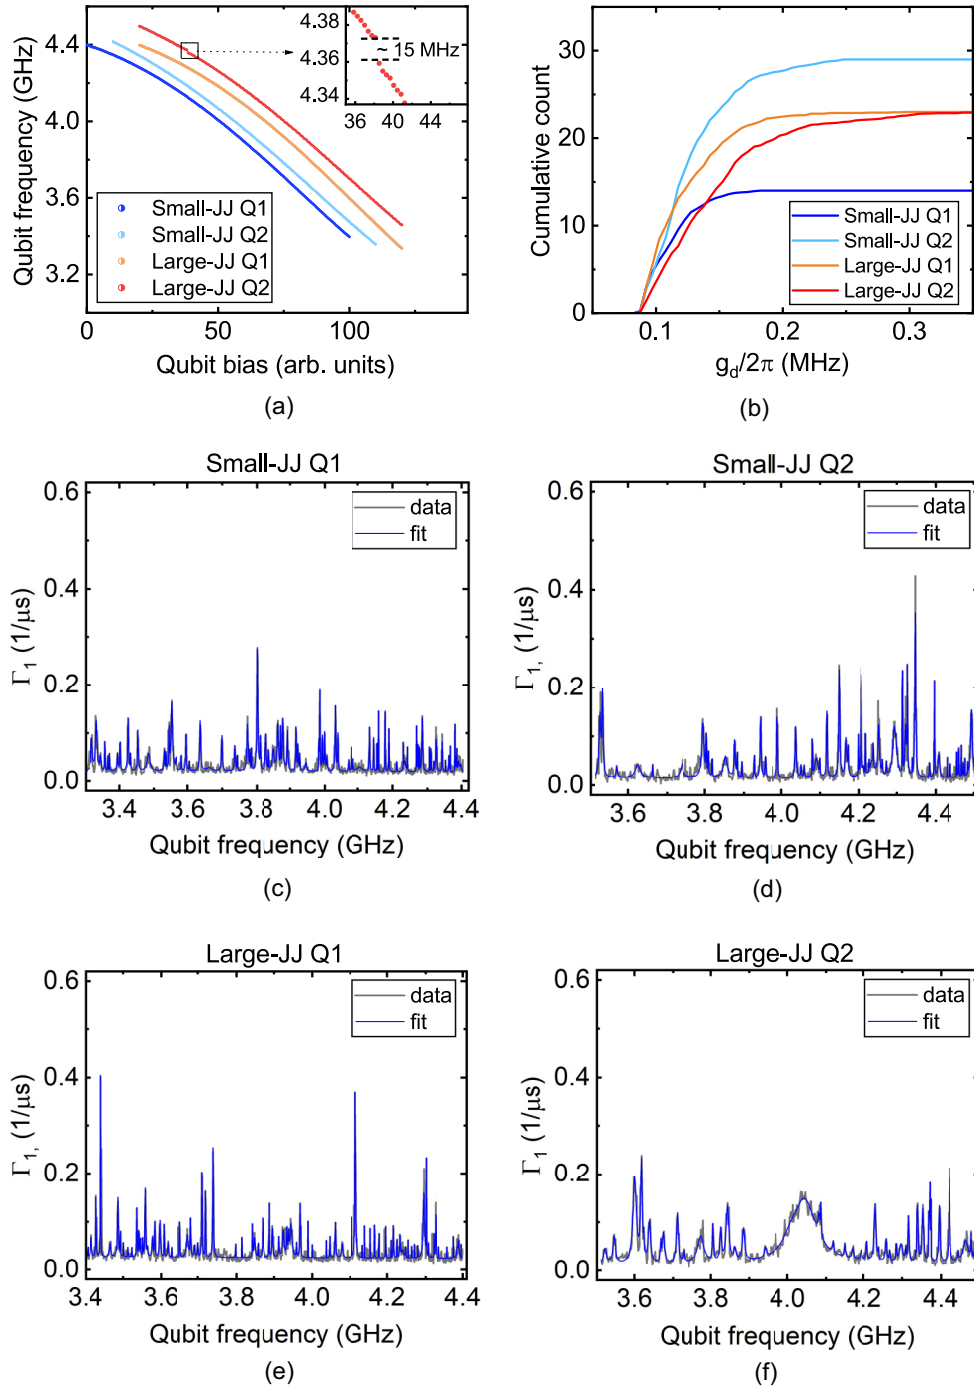 Qubit frequency (GHz)
4.4
4.0
3.6
3.2
0
50
100
Qubit bias (arb. units)
Small-JJ Q1
Small-JJ Q2
Large-JJ Q1
Large-JJ Q2
4.38
4.36
4.34
36
40
44
~ 15 MHz
(a)
Cumulative count
30
20
10
0
0.1
0.2
0.3
g_d/2π (MHz)
Small-JJ Q1
Small-JJ Q2
Large-JJ Q1
Large-JJ Q2
(b)
Small-JJ Q1
Γ₁ (1/μs)
0.6
0.4
0.2
0.0
3.4
3.6
3.8
4.0
4.2
4.4
data
fit
Qubit frequency (GHz)
(c)
Small-JJ Q2
Γ₁, (1/μs)
0.6
0.4
0.2
0.0
3.6
3.8
4.0
4.2
4.4
data
fit
Qubit frequency (GHz)
(d)
Large-JJ Q1
Γ₁, (1/μs)
0.6
0.4
0.2
0.0
3.4
3.6
3.8
4.0
4.2
4.4
data
fit
Qubit frequency (GHz)
(e)
Large-JJ Q2
Γ₁ (1/μs)
0.6
0.4
0.2
0.0
3.6
3.8
4.0
4.2
4.4
data
fit
Qubit frequency (GHz)
(f)